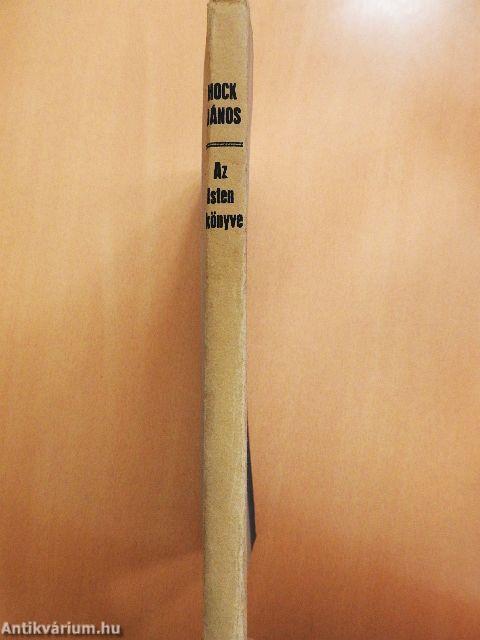 HOCK
JÁNOS
Az
Isten
könyve
Antikvárium.hu